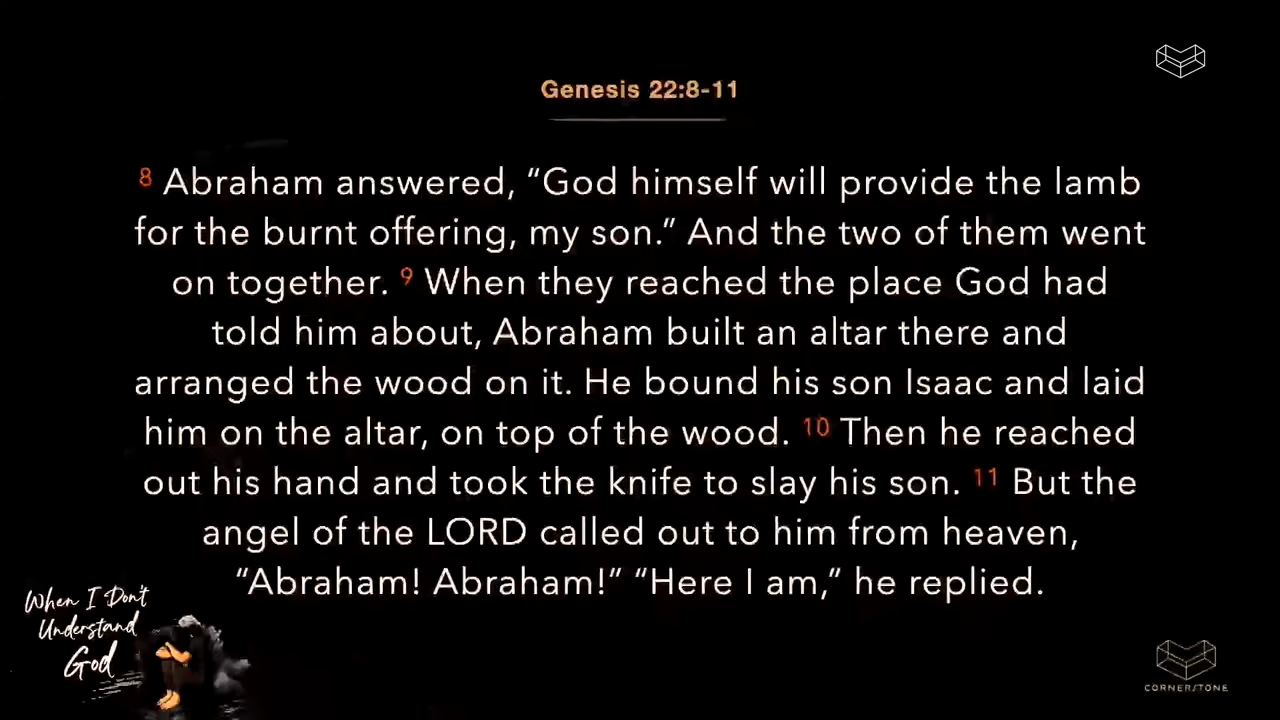 Genesis 22:8-11
8 Abraham answered, “God himself will provide the lamb
for the burnt offering, my son.” And the two of them went
on together. 9 When they reached the place God had
told him about, Abraham built an altar there and
arranged the wood on it. He bound his son Isaac and laid
him on the altar, on top of the wood. 10 Then he reached
out his hand and took the knife to slay his son. 11 But the
angel of the LORD called out to him from heaven,
“Abraham! Abraham!” “Here I am,” he replied.
When I Don't
Understand
God
CORNERSTONE